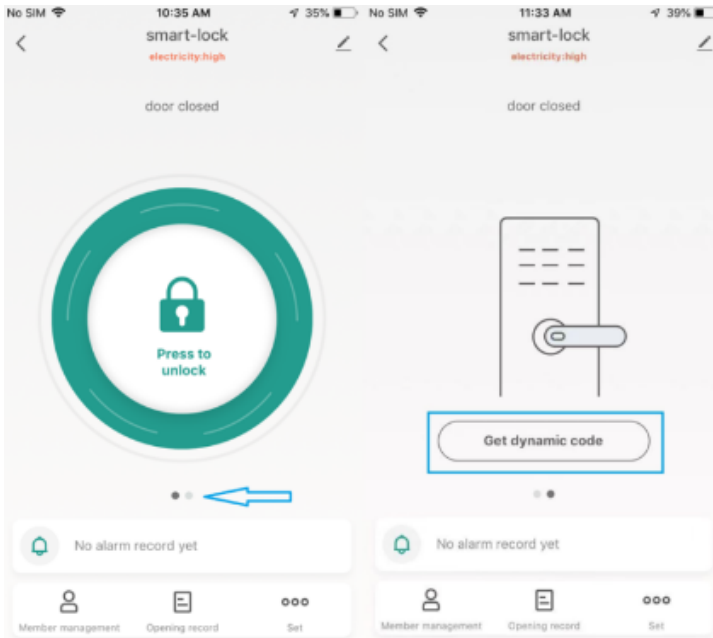 No SIM 10:35 AM 35%
smart-lock
electricity:high
door closed
Press to
unlock
No alarm record yet
Member management Opening record Set
No SIM 11:33 AM 39%
smart-lock
electricity:high
door closed
Get dynamic code
No alarm record yet
Member management Opening record Set